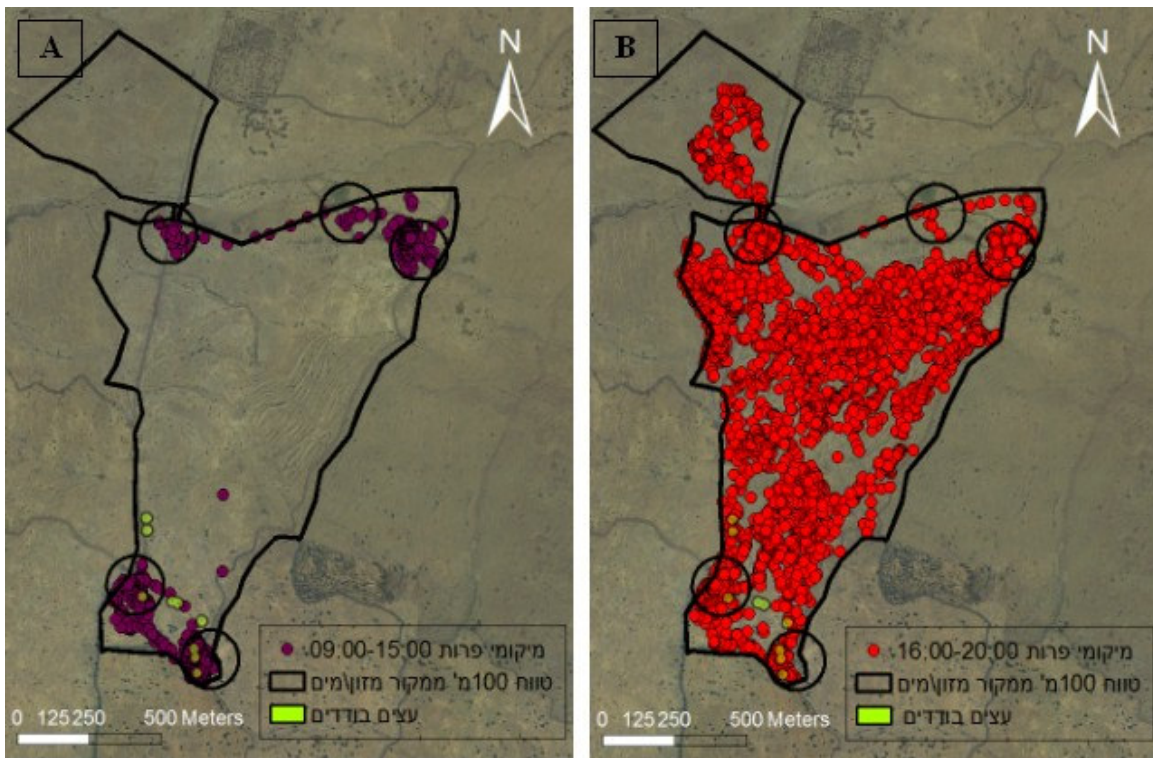 A
N
מיקומי פרות 09:00-15:00
טווח 100מ' ממקור מזון\מים
עצים בודדים
0 125 250 500 Meters
B
N
מיקומי פרות 16:00-20:00
טווח 100מ' ממקור מזון\מים
עצים בודדים
0 125 250 500 Meters